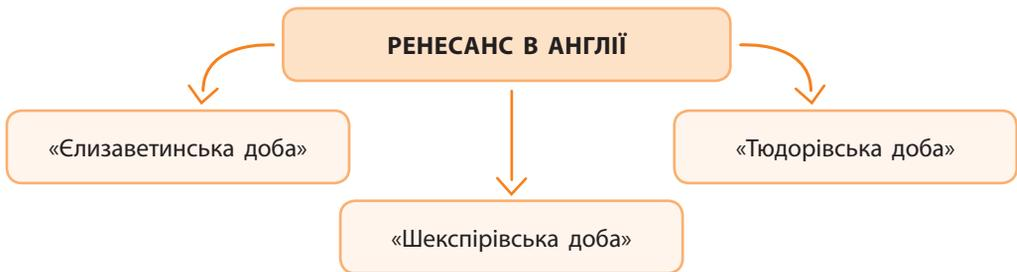 РЕНЕСАНС В АНГЛІЇ
«Єлизаветинська доба»
«Тюдорівська доба»
«Шекспірівська доба»